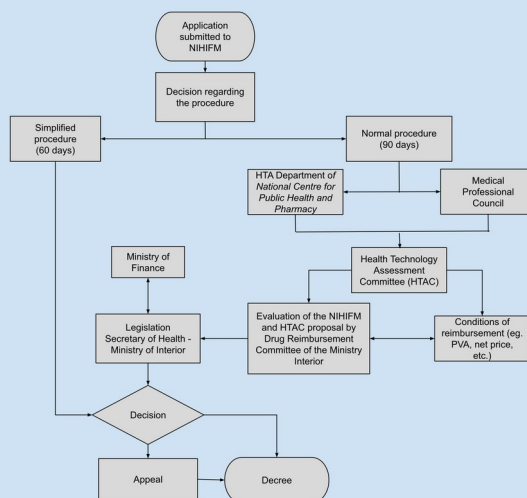 Application
submitted to
NIHIFM
Decision regarding
the procedure
Simplified
procedure
(60 days)
Normal procedure
(90 days)
HTA Department of
National Centre for
Public Health and
Pharmacy
Medical
Professional
Council
Health Technology
Assessment
Committee (HTAC)
Ministry of
Finance
Legislation
Secretary of Health -
Ministry of Interior
Evaluation of the NIHIFM
and HTAC proposal by
Drug Reimbursement
Committee of the Ministry
Interior
Conditions of
reimbursement (eg.
PVA, net price,
etc.)
Decision
Appeal
Decree